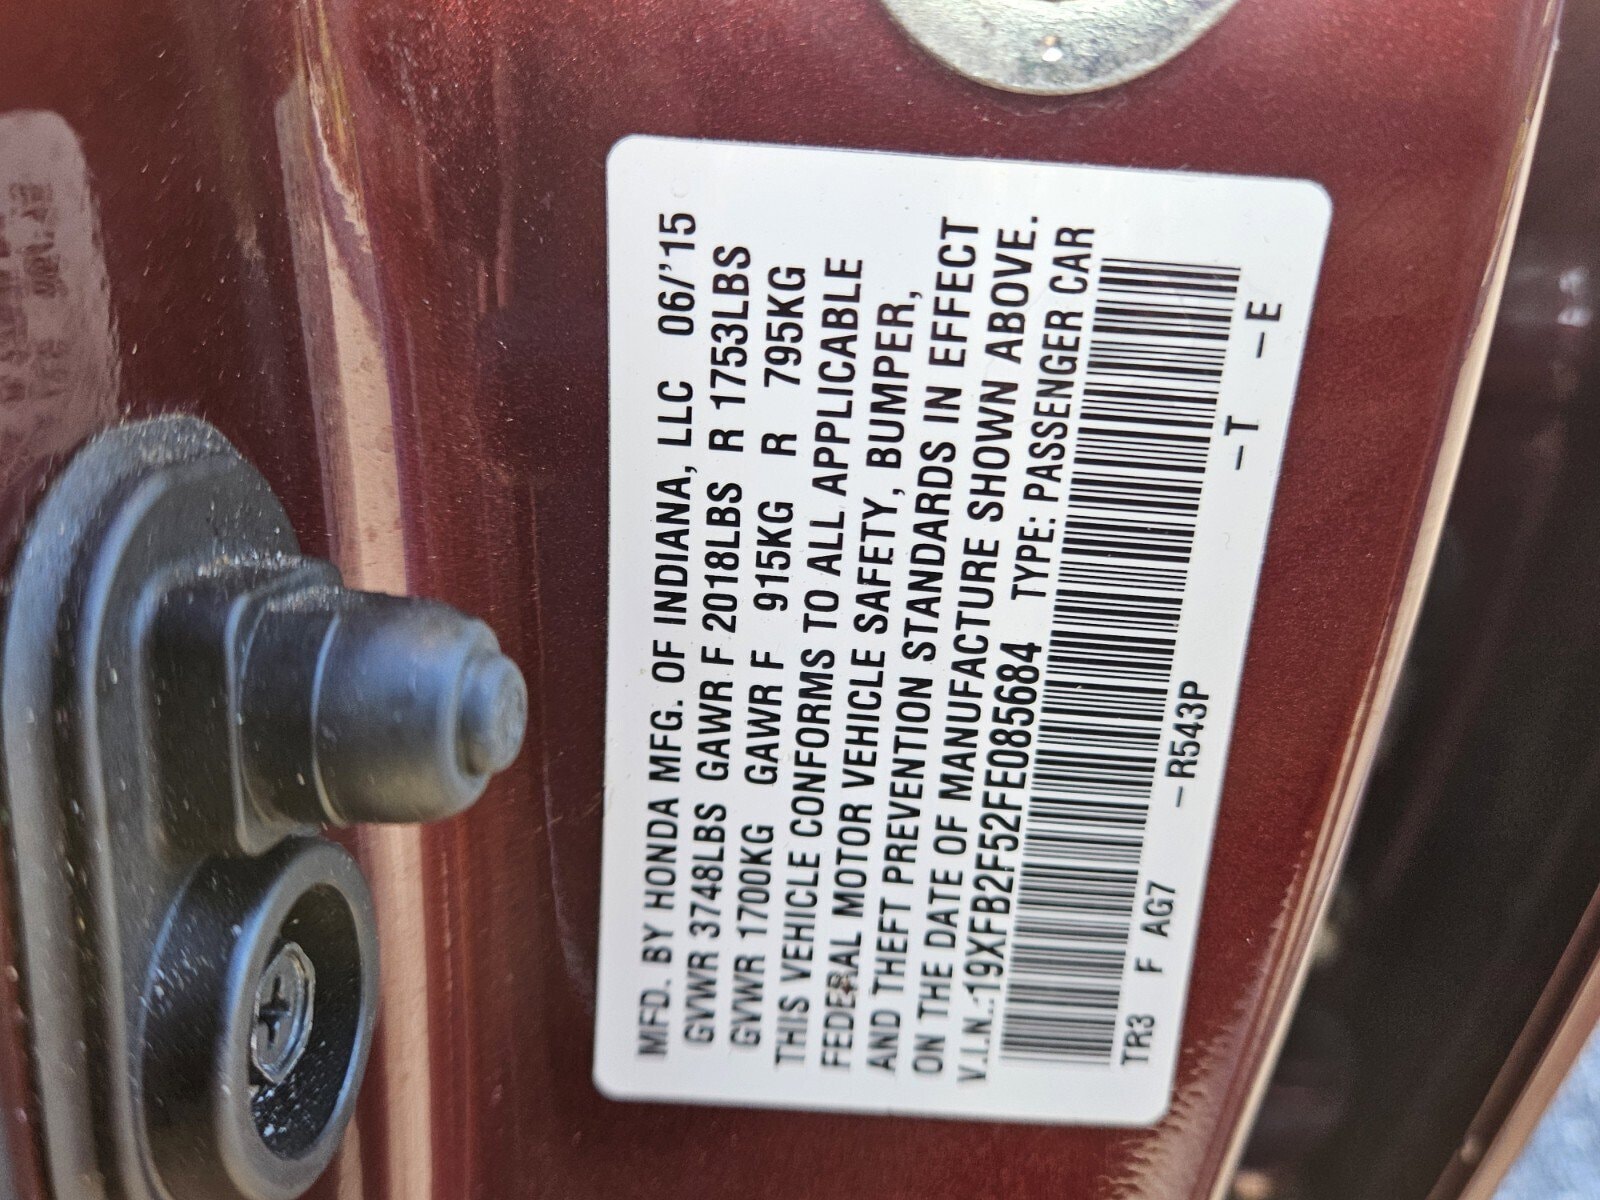 MFD. BY HONDA MFG. OF INDIANA, LLC 06/'15
GVWR 3748LBS GAWR F 2018LBS R 1753LBS
GVWR 1700KG GAWR F 915KG R 795KG
THIS VEHICLE CONFORMS TO ALL APPLICABLE
FEDERAL MOTOR VEHICLE SAFETY, BUMPER,
AND THEFT PREVENTION STANDARDS IN EFFECT
ON THE DATE OF MANUFACTURE SHOWN ABOVE.
V.I.N.:19XFB2F52FE085684 TYPE: PASSENGER CAR
TR3 F AG7 –R543P –T –E